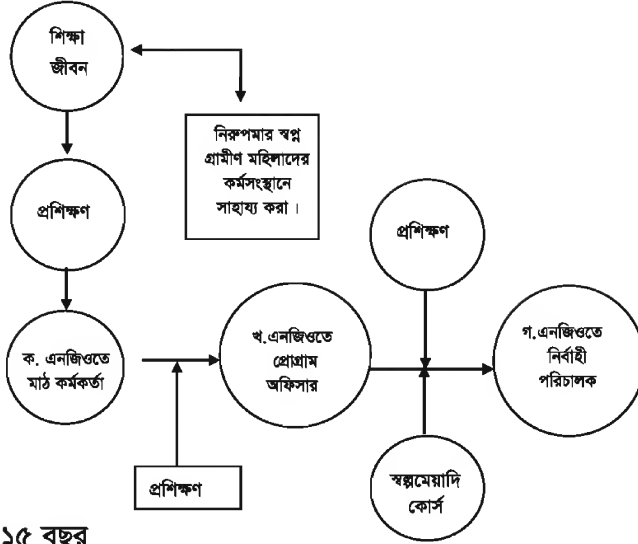 শিক্ষা
জীবন
নিরুপমার স্বপ্ন
গ্রামীণ মহিলাদের
কর্মসংস্থানে
সাহায্য করা ।
প্রশিক্ষণ
প্রশিক্ষণ
ক. এনজিওতে
মাঠ কর্মকর্তা
খ.এনজিওতে
প্রোগ্রাম
অফিসার
গ.এনজিওতে
নির্বাহী
পরিচালক
প্রশিক্ষণ
স্বল্পমেয়াদি
কোর্স
১৫ বছর